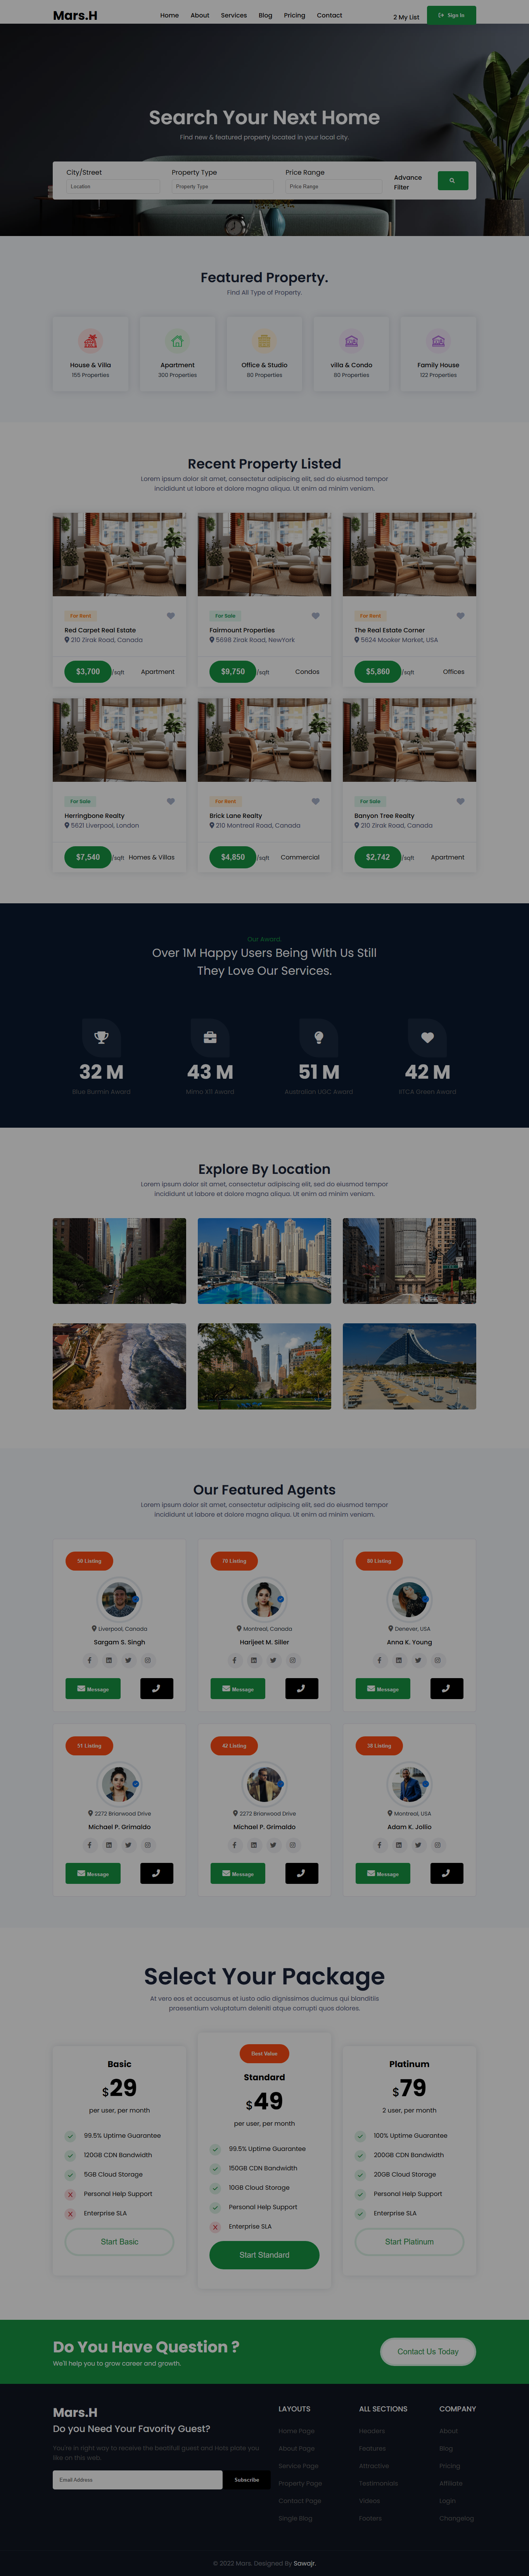 Mars.H
Home About Services Blog Pricing Contact
2 My List
Sign In
Search Your Next Home
Find new & featured property located in your local city.
City/Street
Location
Property Type
Property Type
Price Range
Price Range
Advance
Filter
Featured Property.
Find All Type of Property.
House & Villa
155 Properties
Apartment
300 Properties
Office & Studio
80 Properties
villa & Condo
80 Properties
Family House
122 Properties
Recent Property Listed
Lorem ipsum dolor sit amet, consectetur adipiscing elit, sed do eiusmod tempor
incididunt ut labore et dolore magna aliqua. Ut enim ad minim veniam.
For Rent
Red Carpet Real Estate
210 Zirak Road, Canada
$3,700 /sqft Apartment
For Sale
Fairmount Properties
5698 Zirak Road, NewYork
$9,750 /sqft Condos
For Rent
The Real Estate Corner
5624 Mooker Market, USA
$5,860 /sqft Offices
For Sale
Herringbone Realty
5621 Liverpool, London
$7,540 /sqft Homes & Villas
For Rent
Brick Lane Realty
210 Montreal Road, Canada
$4,850 /sqft Commercial
For Sale
Banyon Tree Realty
210 Zirak Road, Canada
$2,742 /sqft Apartment
Our Award
Over 1M Happy Users Being With Us Still
They Love Our Services.
32 M
Blue Burmin Award
43 M
Mimo X11 Award
51 M
Australian UGC Award
42 M
IITCA Green Award
Explore By Location
Lorem ipsum dolor sit amet, consectetur adipiscing elit, sed do eiusmod tempor
incididunt ut labore et dolore magna aliqua. Ut enim ad minim veniam.
Our Featured Agents
Lorem ipsum dolor sit amet, consectetur adipiscing elit, sed do eiusmod tempor
incididunt ut labore et dolore magna aliqua. Ut enim ad minim veniam.
50 Listing
Liverpool, Canada
Sargam S. Singh
Message
70 Listing
Montreal, Canada
Harijeet M. Siller
Message
80 Listing
Denever, USA
Anna K. Young
Message
51 Listing
2272 Briarwood Drive
Michael P. Grimaldo
Message
42 Listing
2272 Briarwood Drive
Michael P. Grimaldo
Message
38 Listing
Montreal, USA
Adam K. Jollio
Message
Select Your Package
At vero eos et accusamus et iusto odio dignissimos ducimus qui blanditiis
praesentium voluptatum deleniti atque corrupti quos dolores.
Basic
$29
per user, per month
99.5% Uptime Guarantee
120GB CDN Bandwidth
5GB Cloud Storage
Personal Help Support
Enterprise SLA
Start Basic
Best Value
Standard
$49
per user, per month
99.5% Uptime Guarantee
150GB CDN Bandwidth
10GB Cloud Storage
Personal Help Support
Enterprise SLA
Start Standard
Platinum
$79
2 user, per month
100% Uptime Guarantee
200GB CDN Bandwidth
20GB Cloud Storage
Personal Help Support
Enterprise SLA
Start Platinum
Do You Have Question ?
We'll help you to grow career and growth.
Contact Us Today
Mars.H
Do you Need Your Favorite Guest?
You're in right way to receive the beatifull guest and Hots plate you
like on this web.
Email Address
Subscribe
LAYOUTS
Home Page
About Page
Service Page
Property Page
Contact Page
Single Blog
ALL SECTIONS
Headers
Features
Attractive
Testimonials
Videos
Footers
COMPANY
About
Blog
Pricing
Affiliate
Login
Changelog
© 2022 Mars. Designed By Sawajr.